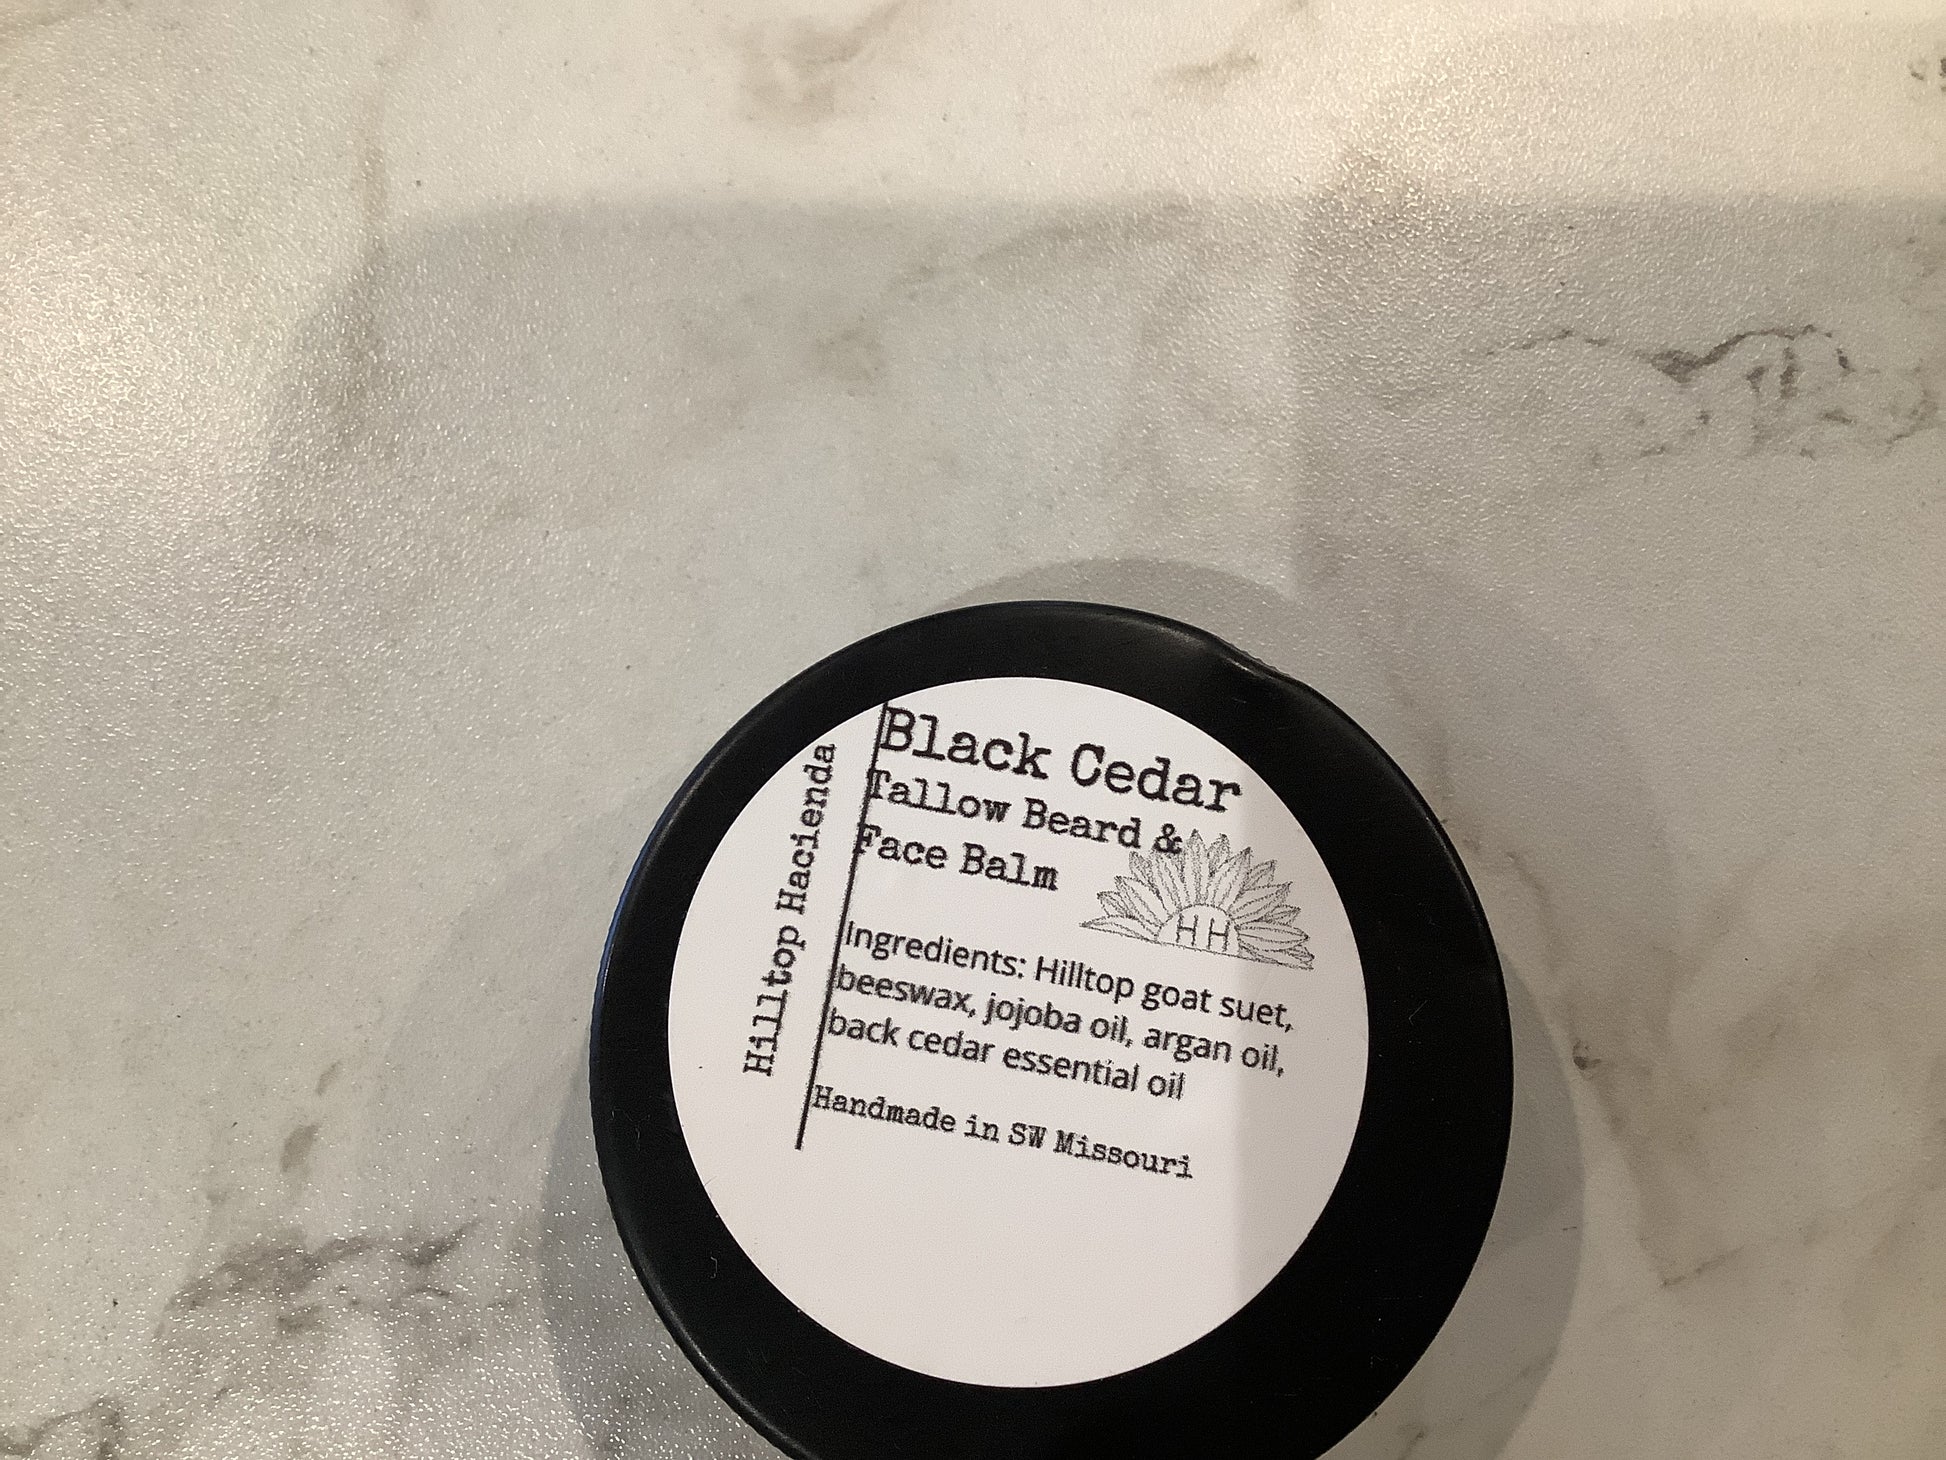 Hilltop Hacienda
Black Cedar
Tallow Beard &
Face Balm
HH
Ingredients: Hilltop goat suet,
beeswax, jojoba oil, argan oil,
back cedar essential oil
Handmade in SW Missouri